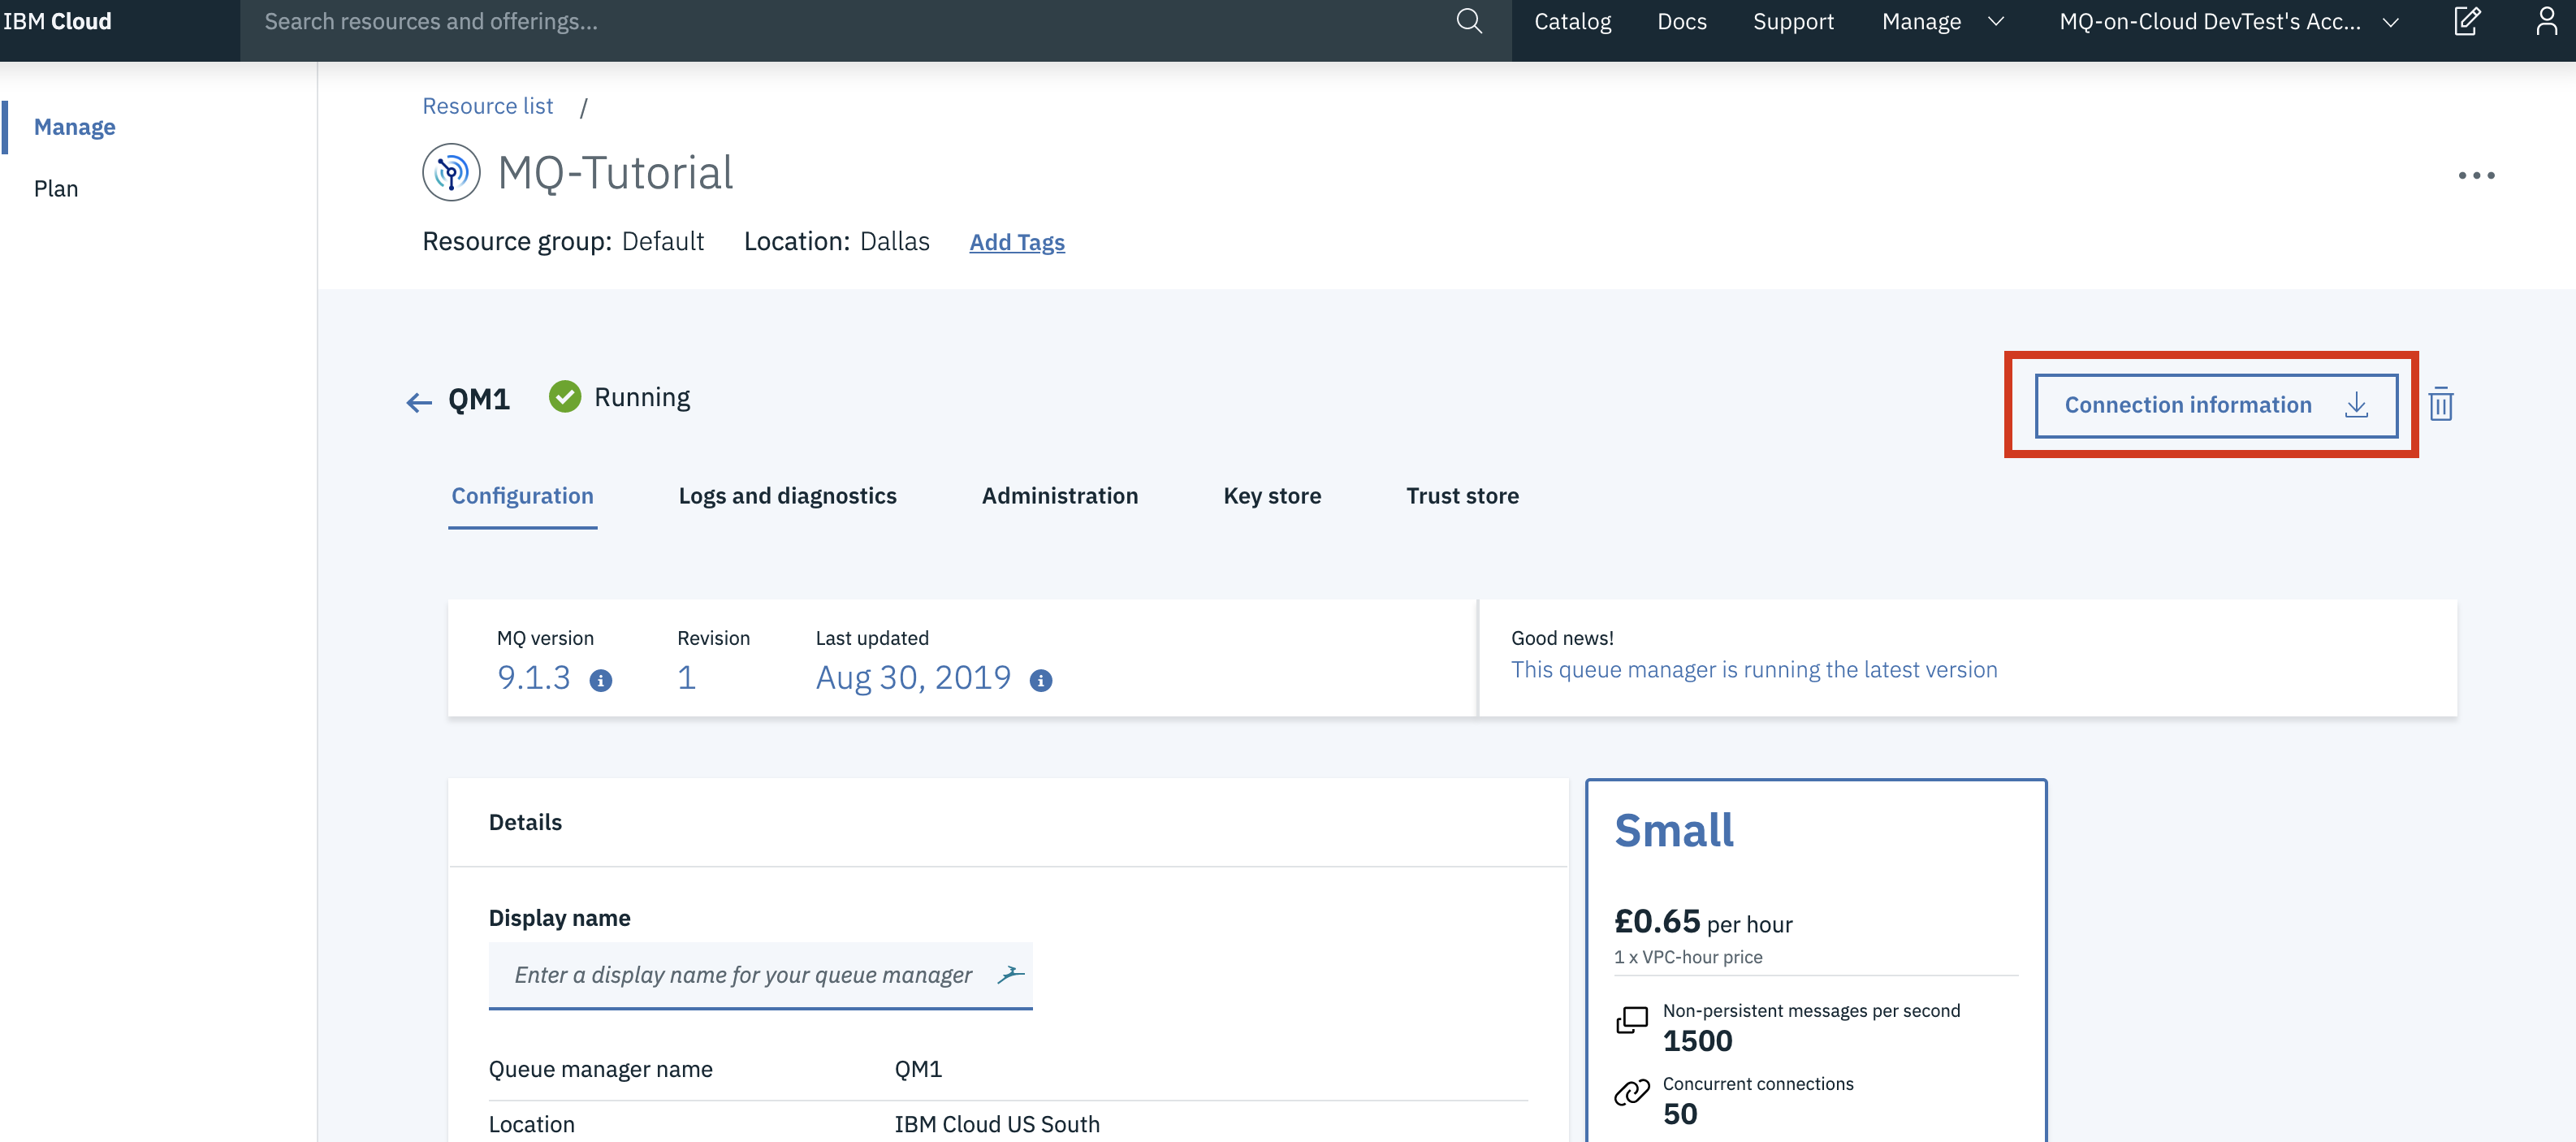 IBM Cloud
Search resources and offerings...
Catalog
Docs
Support
Manage
MQ-on-Cloud DevTest's Acc...
Manage
Plan
Resource list /
MQ-Tutorial
Resource group: Default Location: Dallas Add Tags
QM1 Running
Connection information
Configuration
Logs and diagnostics
Administration
Key store
Trust store
MQ version
9.1.3
Revision
1
Last updated
Aug 30, 2019
Good news!
This queue manager is running the latest version
Details
Display name
Enter a display name for your queue manager
Queue manager name QM1
Location IBM Cloud US South
Small
£0.65 per hour
1 x VPC-hour price
Non-persistent messages per second
1500
Concurrent connections
50